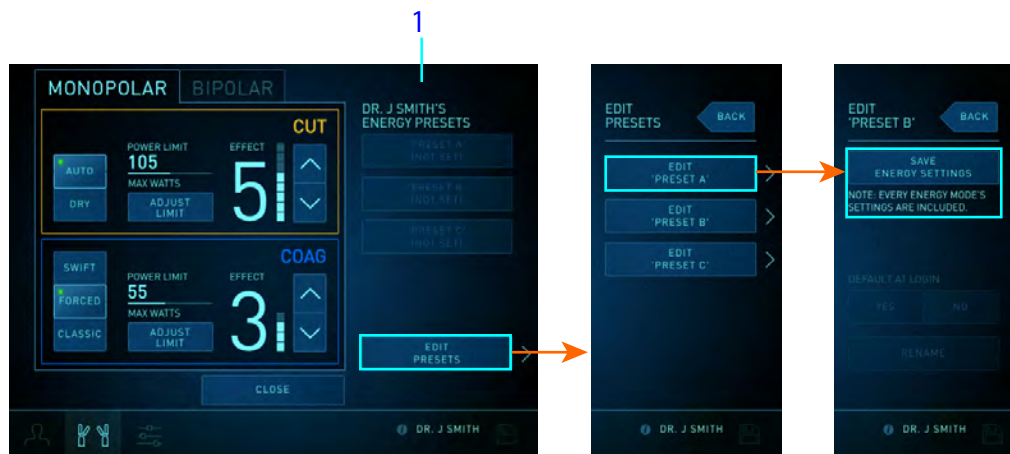 1
MONOPOLAR
BIPOLAR
CUT
AUTO
DRY
POWER LIMIT
105
MAX WATTS
ADJUST
LIMIT
EFFECT
5
COAG
SWIFT
FORCED
CLASSIC
POWER LIMIT
55
MAX WATTS
ADJUST
LIMIT
EFFECT
3
CLOSE
DR. J SMITH'S
ENERGY PRESETS
'PRESET A'
(NOT SET)
'PRESET B'
(NOT SET)
'PRESET C'
(NOT SET)
EDIT
PRESETS
DR. J SMITH
EDIT
PRESETS
BACK
EDIT
'PRESET A'
EDIT
'PRESET B'
EDIT
'PRESET C'
DR. J SMITH
EDIT
'PRESET B'
BACK
SAVE
ENERGY SETTINGS
NOTE: EVERY ENERGY MODE'S
SETTINGS ARE INCLUDED.
DEFAULT AT LOGIN
YES
NO
RENAME
DR. J SMITH